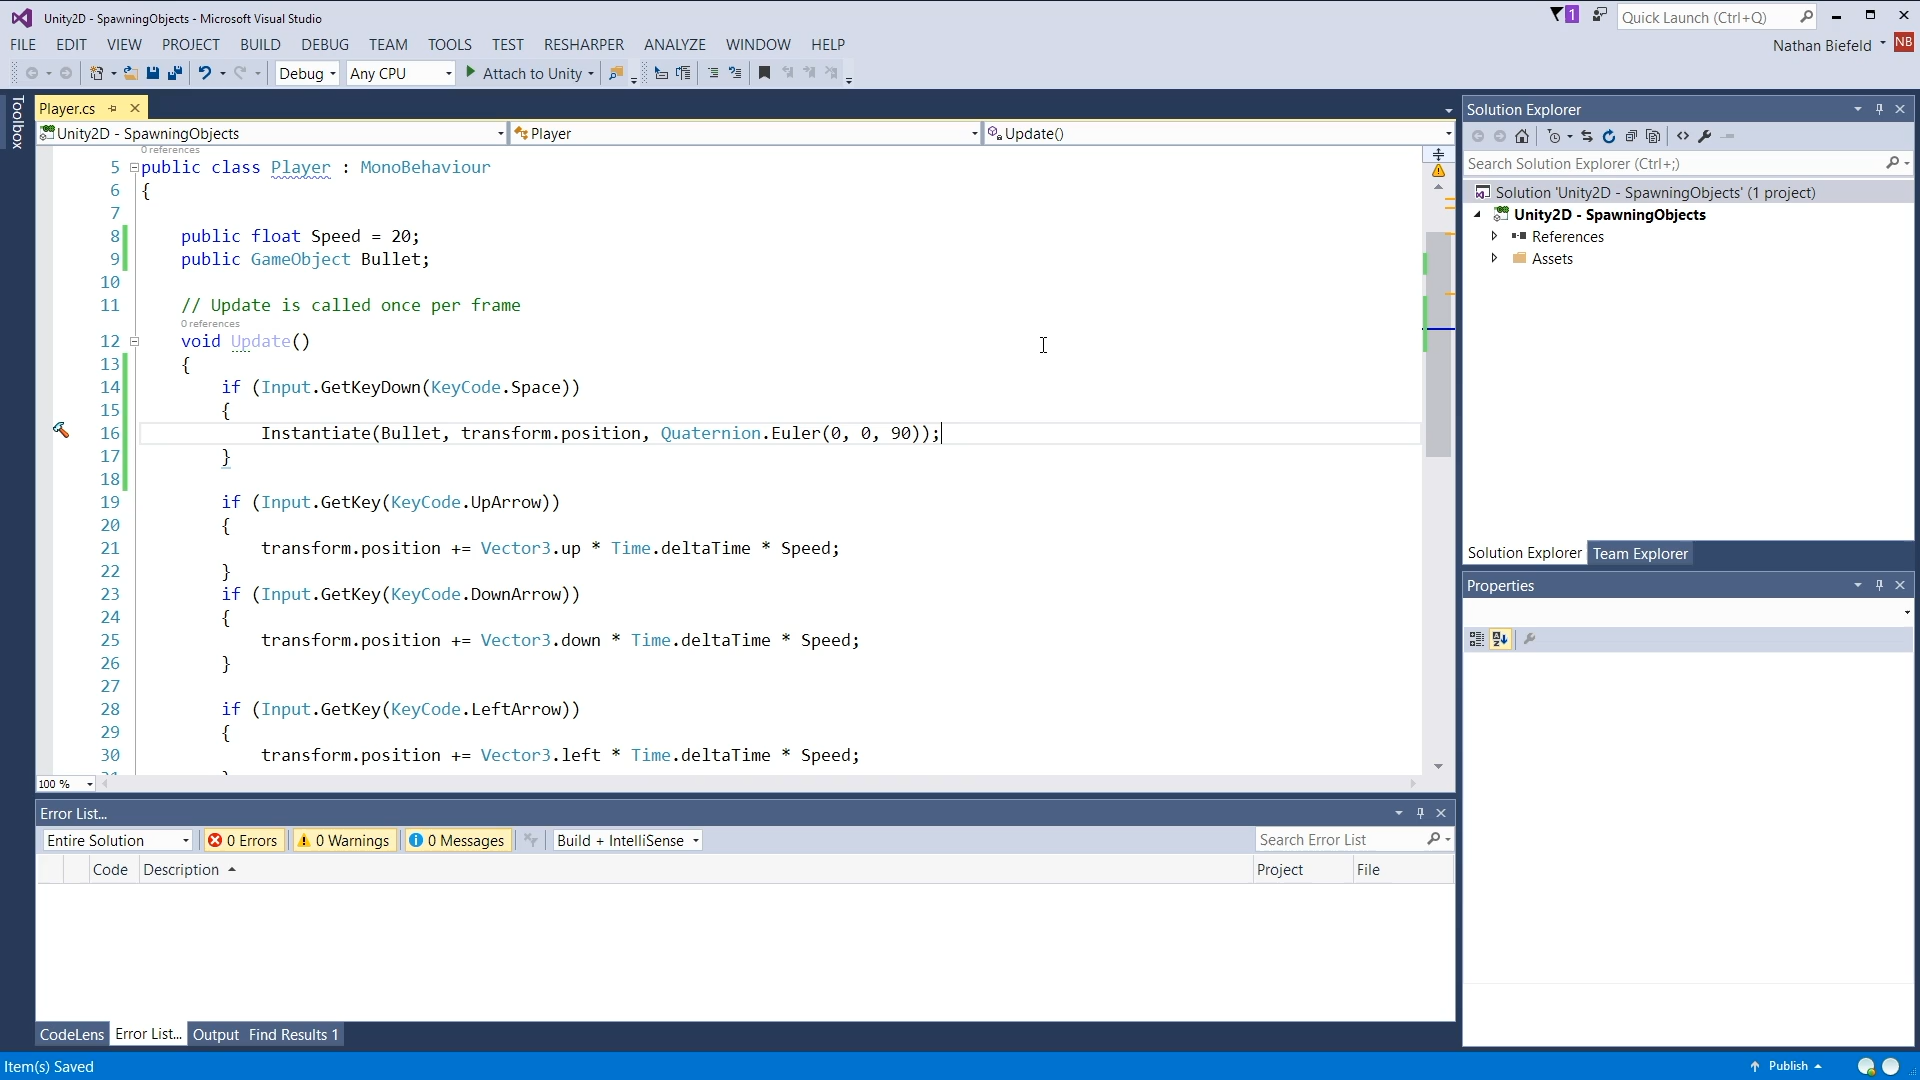 Unity2D - SpawningObjects - Microsoft Visual Studio
1
Quick Launch (Ctrl+Q)
FILE EDIT VIEW PROJECT BUILD DEBUG TEAM TOOLS TEST RESHARPER ANALYZE WINDOW HELP
Nathan Biefeld NB
Debug Any CPU Attach to Unity
Toolbox
Player.cs
Unity2D - SpawningObjects Player Update()
0 references
5 public class Player : MonoBehaviour
6 {
7
8 public float Speed = 20;
9 public GameObject Bullet;
10
11 // Update is called once per frame
0 references
12 void Update()
13 {
14 if (Input.GetKeyDown(KeyCode.Space))
15 {
16 Instantiate(Bullet, transform.position, Quaternion.Euler(0, 0, 90));
17 }
18
19 if (Input.GetKey(KeyCode.UpArrow))
20 {
21 transform.position += Vector3.up * Time.deltaTime * Speed;
22 }
23 if (Input.GetKey(KeyCode.DownArrow))
24 {
25 transform.position += Vector3.down * Time.deltaTime * Speed;
26 }
27
28 if (Input.GetKey(KeyCode.LeftArrow))
29 {
30 transform.position += Vector3.left * Time.deltaTime * Speed;
100 %
Error List...
Entire Solution 0 Errors 0 Warnings 0 Messages Build + IntelliSense Search Error List
Code Description Project File
CodeLens Error List... Output Find Results 1
Solution Explorer
Search Solution Explorer (Ctrl+;)
Solution 'Unity2D - SpawningObjects' (1 project)
Unity2D - SpawningObjects
References
Assets
Solution Explorer Team Explorer
Properties
Item(s) Saved
Publish